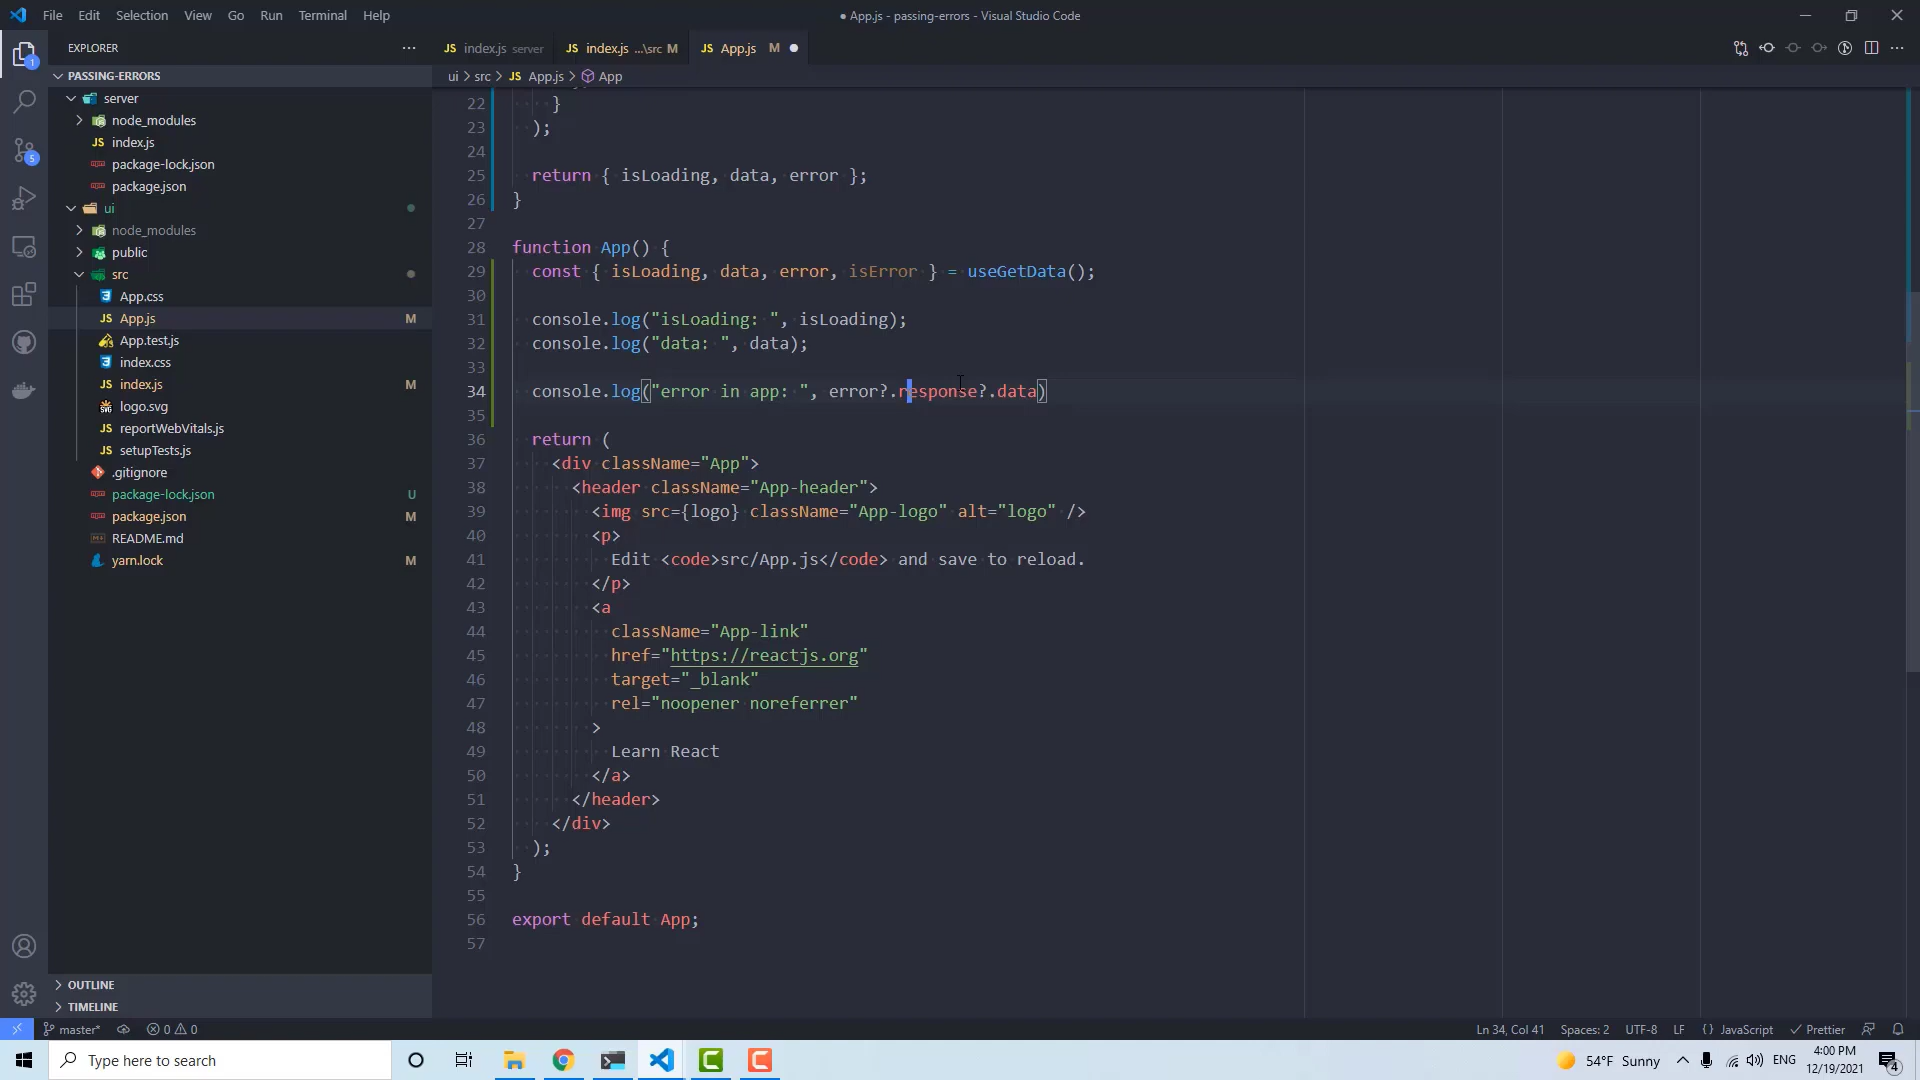 File Edit Selection View Go Run Terminal Help
● App.js - passing-errors - Visual Studio Code
EXPLORER
PASSING-ERRORS
server
node_modules
JS index.js
package-lock.json
package.json
ui
node_modules
public
src
App.css
JS App.js M
App.test.js
index.css
JS index.js M
logo.svg
JS reportWebVitals.js
JS setupTests.js
.gitignore
package-lock.json U
package.json M
README.md
yarn.lock M
OUTLINE
TIMELINE
1
5
JS index.js server
JS index.js ...\src M
JS App.js M ●
ui > src > JS App.js > App
22 }
23 );
24
25 return { isLoading, data, error };
26 }
27
28 function App() {
29 const { isLoading, data, error, isError } = useGetData();
30
31 console.log("isLoading: ", isLoading);
32 console.log("data: ", data);
33
34 console.log("error in app: ", error?.response?.data)
35
36 return (
37 <div className="App">
38 <header className="App-header">
39 <img src={logo} className="App-logo" alt="logo" />
40 <p>
41 Edit <code>src/App.js</code> and save to reload.
42 </p>
43 <a
44 className="App-link"
45 href="https://reactjs.org"
46 target="_blank"
47 rel="noopener noreferrer"
48 >
49 Learn React
50 </a>
51 </header>
52 </div>
53 );
54 }
55
56 export default App;
57
master* 0 0
Ln 34, Col 41 Spaces: 2 UTF-8 LF {} JavaScript Prettier
Type here to search
54°F Sunny ENG
4:00 PM
12/19/2021
4